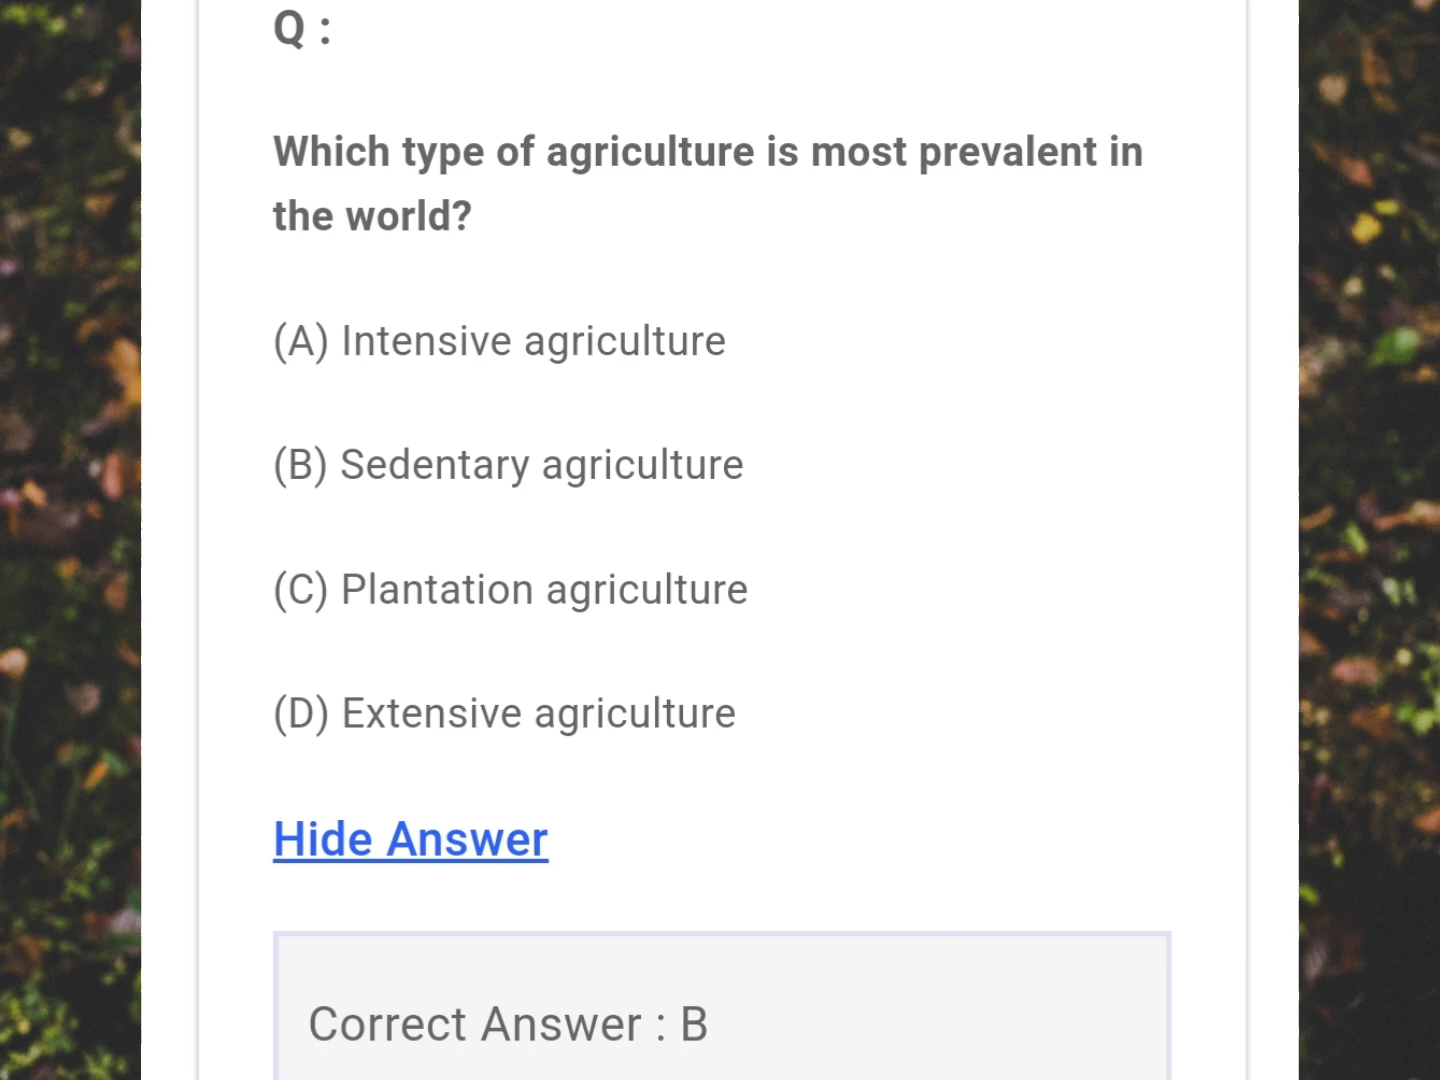 Q :
Which type of agriculture is most prevalent in
the world?
(A) Intensive agriculture
(B) Sedentary agriculture
(C) Plantation agriculture
(D) Extensive agriculture
Hide Answer
Correct Answer : B